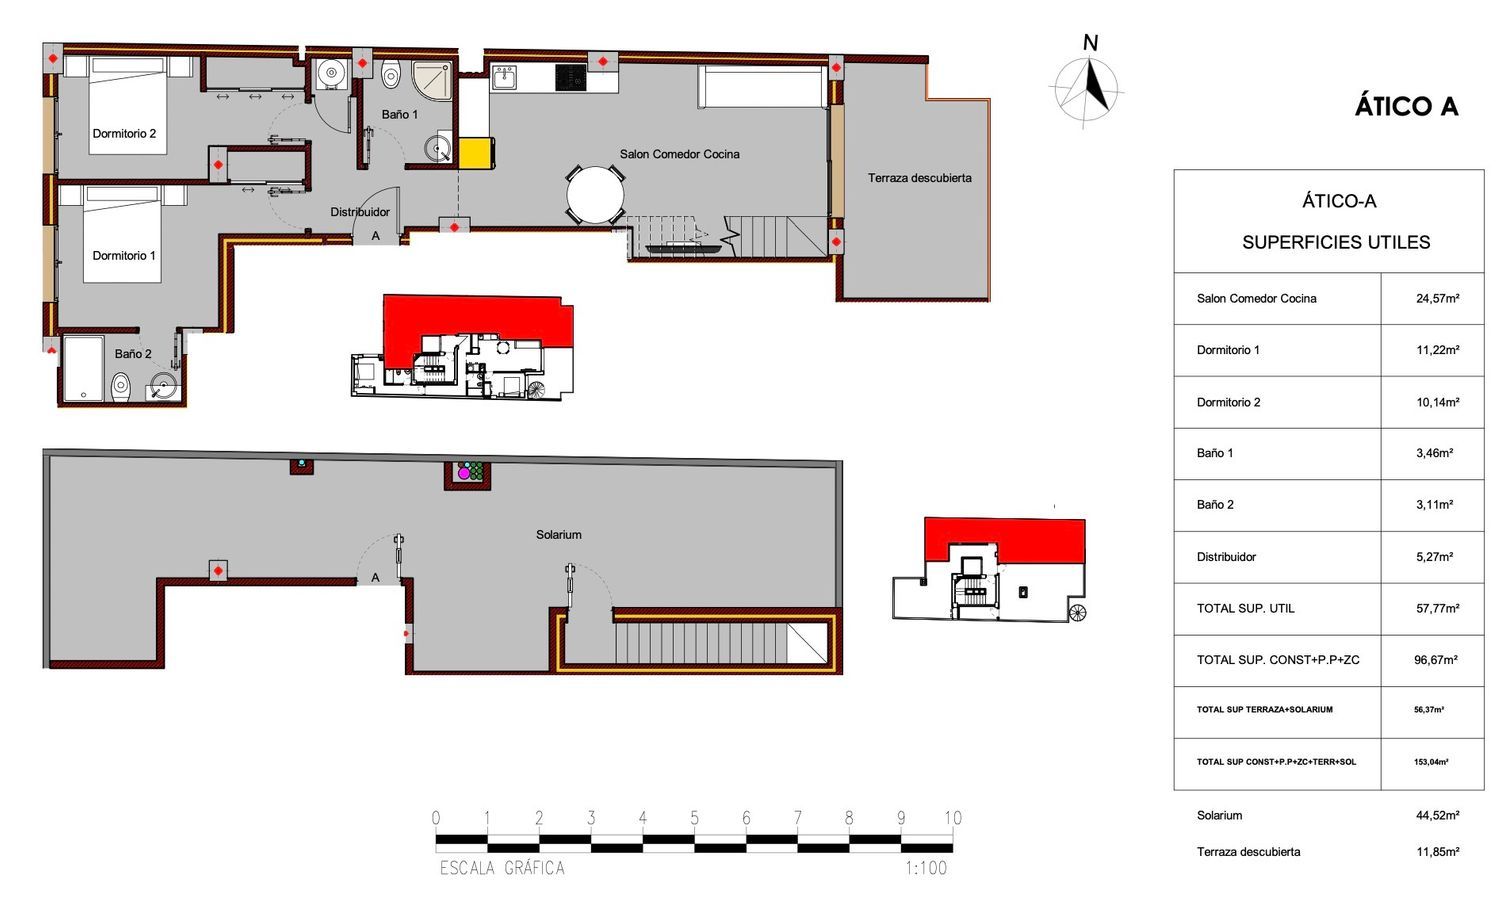 N
ÁTICO A
Dormitorio 2
Baño 1
Salon Comedor Cocina
Terraza descubierta
Distribuidor
A
Dormitorio 1
Baño 2
Solarium
A
ÁTICO-A
SUPERFICIES UTILES
Salon Comedor Cocina 24,57m²
Dormitorio 1 11,22m²
Dormitorio 2 10,14m²
Baño 1 3,46m²
Baño 2 3,11m²
Distribuidor 5,27m²
TOTAL SUP. UTIL 57,77m²
TOTAL SUP. CONST+P.P+ZC 96,67m²
TOTAL SUP TERRAZA+SOLARIUM 56,37m²
TOTAL SUP CONST+P.P+ZC+TERR+SOL 153,04m²
Solarium 44,52m²
Terraza descubierta 11,85m²
0 1 2 3 4 5 6 7 8 9 10
ESCALA GRÁFICA 1:100